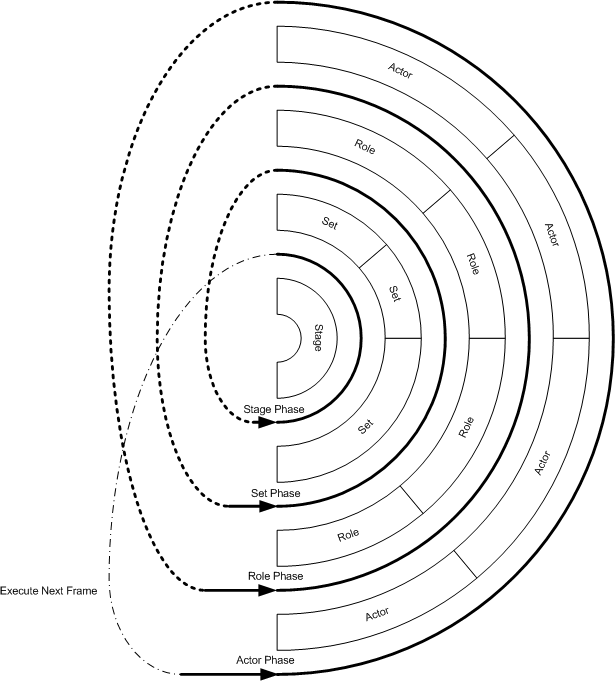 Actor
Role
Set
Actor
Role
Set
Stage
Stage Phase
Set
Role
Actor
Set Phase
Role
Role Phase
Execute Next Frame
Actor
Actor Phase